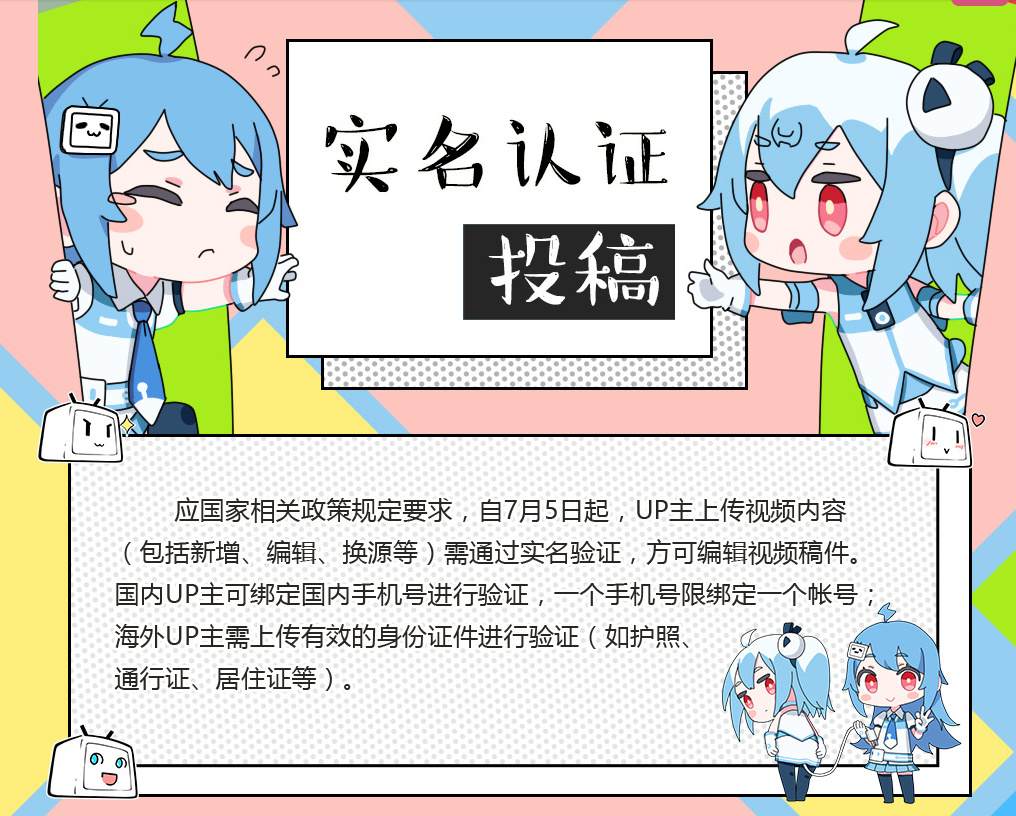 实名认证
投稿
应国家相关政策规定要求，自7月5日起，UP主上传视频内容
（包括新增、编辑、换源等）需通过实名验证，方可编辑视频稿件。
国内UP主可绑定国内手机号进行验证，一个手机号限绑定一个帐号；
海外UP主需上传有效的身份证件进行验证（如护照、
通行证、居住证等）。